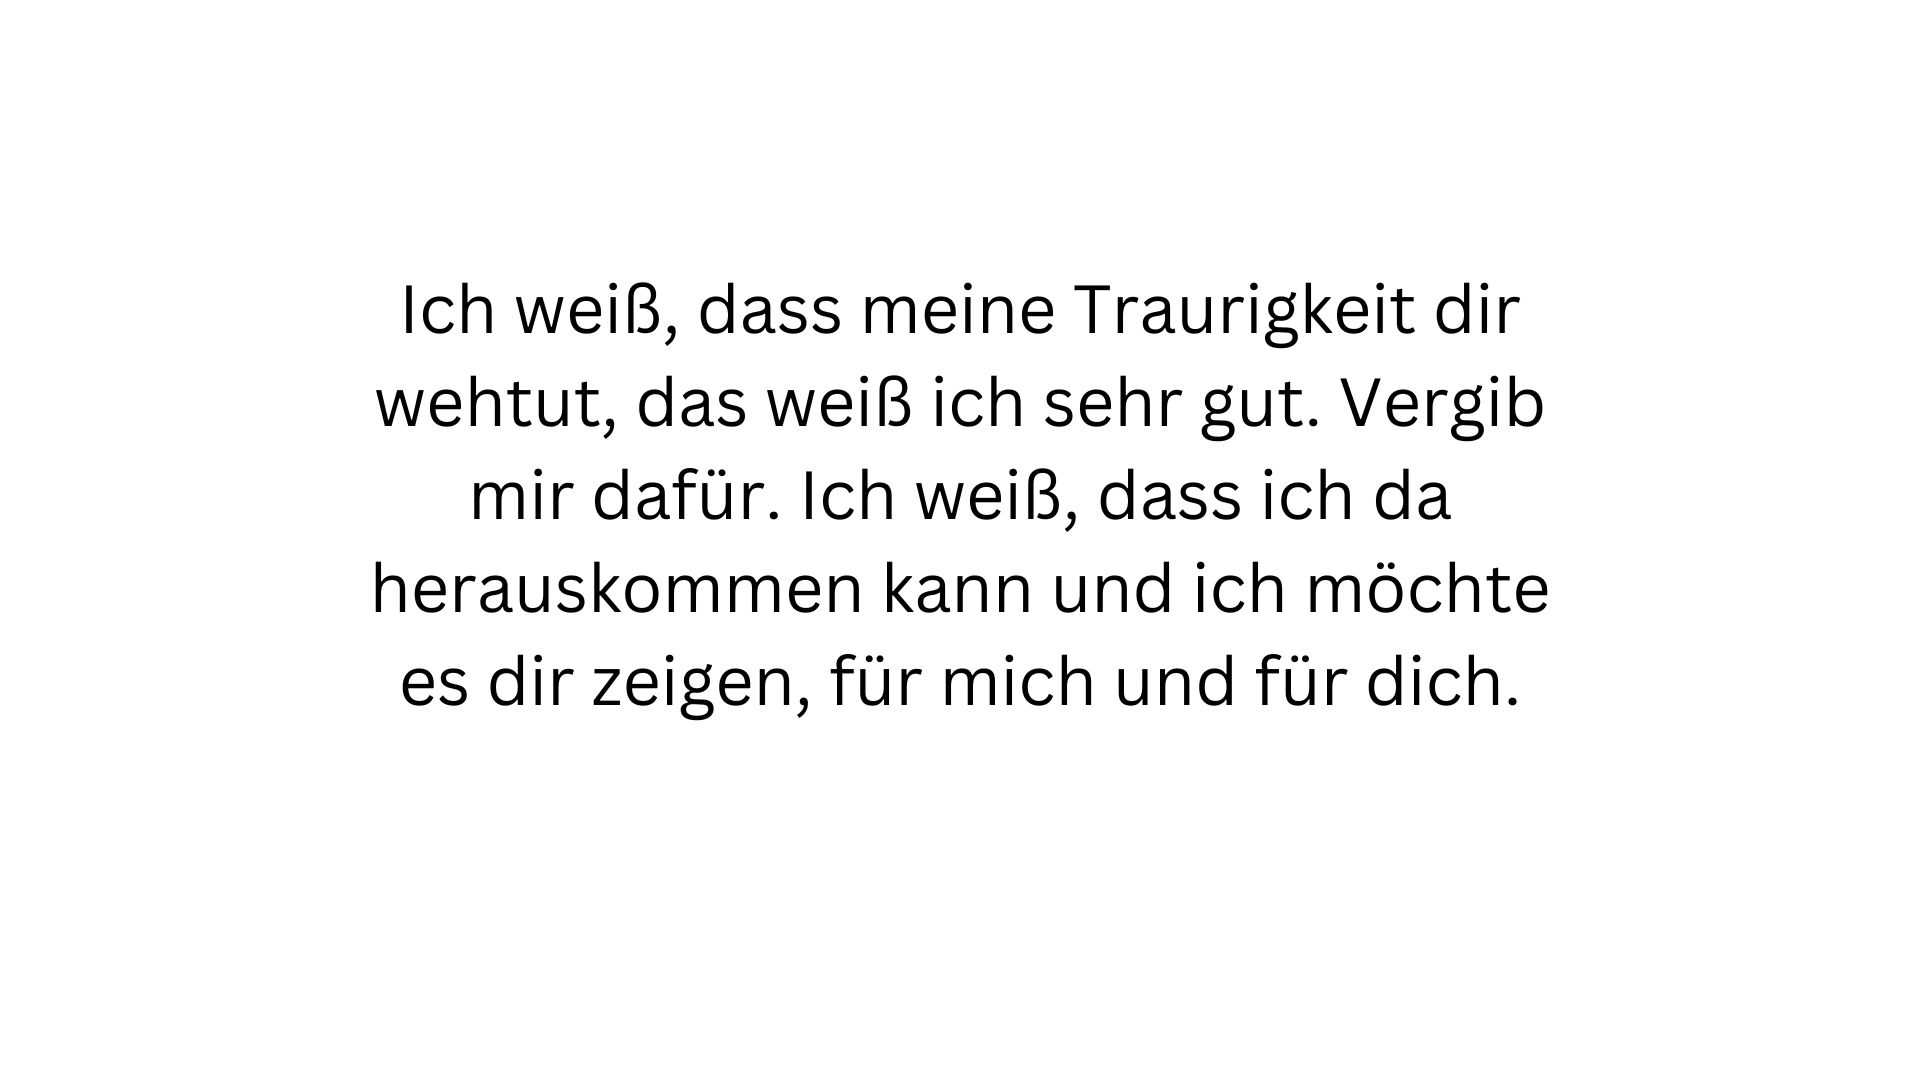 Ich weiß, dass meine Traurigkeit dir
wehtut, das weiß ich sehr gut. Vergib
mir dafür. Ich weiß, dass ich da
herauskommen kann und ich möchte
es dir zeigen, für mich und für dich.